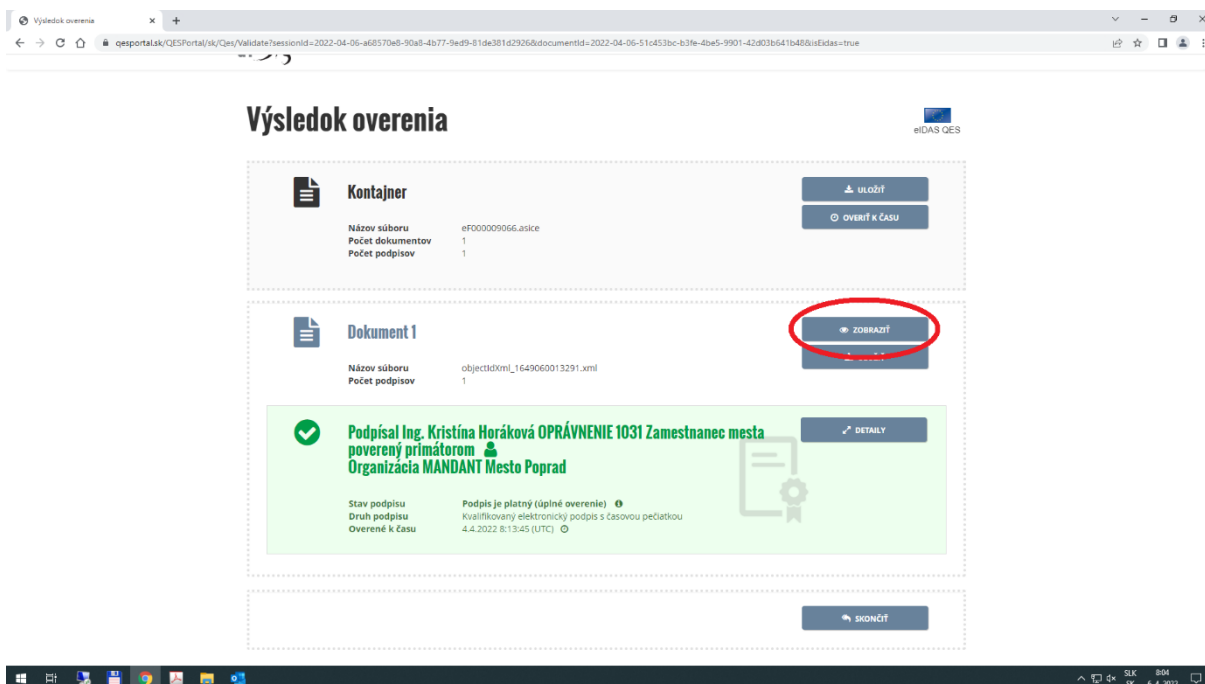 Výsledok overenia
qesportal.sk/QESPortal/sk/Qes/Validate?sessionId=2022-04-06-a68570e8-90a8-4b77-9ed9-81de381d2926&documentId=2022-04-06-51c453bc-b3fe-4be5-9901-42d03b641b48&isEidas=true
Výsledok overenia
eIDAS QES
Kontajner
ULOŽIŤ
OVERIŤ K ČASU
Názov súboru eF000009066.asice
Počet dokumentov 1
Počet podpisov 1
Dokument 1
ZOBRAZIŤ
Názov súboru objectIdXml_1649060013291.xml
Počet podpisov 1
Podpísal Ing. Kristína Horáková OPRÁVNENIE 1031 Zamestnanec mesta
poverený primátorom
Organizácia MANDANT Mesto Poprad
DETAILY
Stav podpisu Podpis je platný (úplné overenie)
Druh podpisu Kvalifikovaný elektronický podpis s časovou pečiatkou
Overené k času 4.4.2022 8:13:45 (UTC)
SKONČIŤ
SLK 8:04
SK 6. 4. 2022